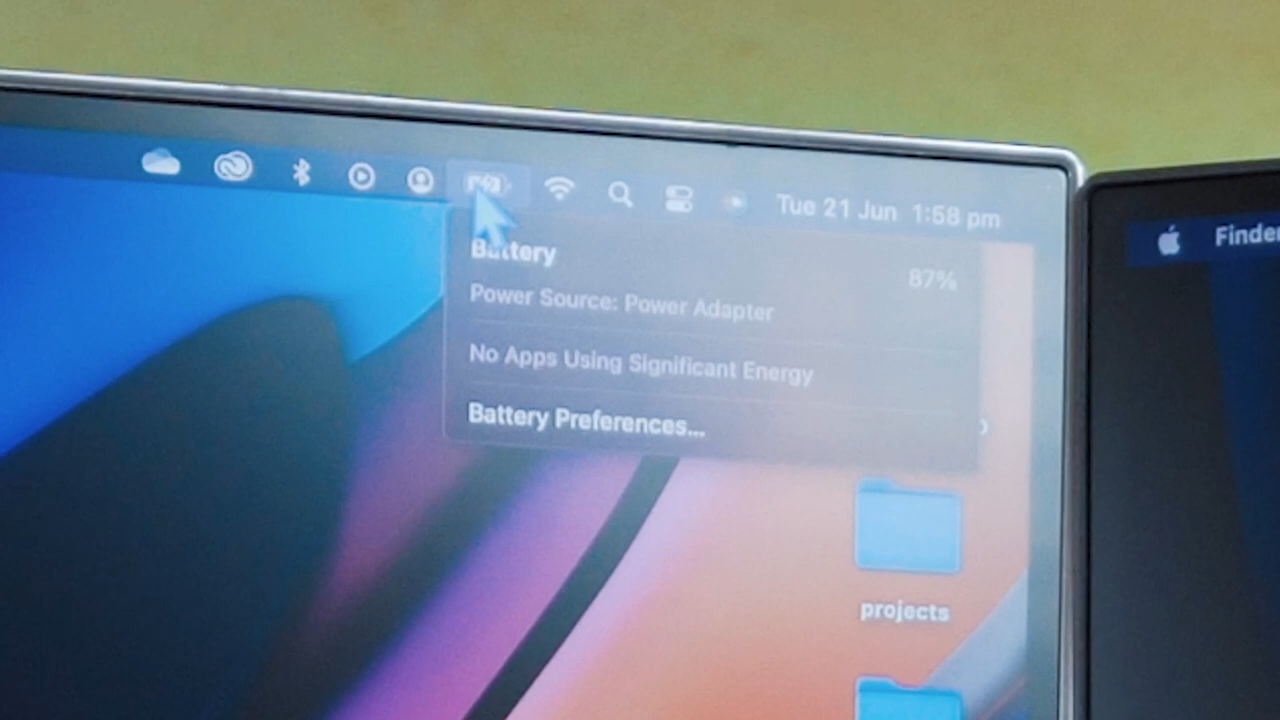 Tue 21 Jun 1:58 pm
Finder
Battery
87%
Power Source: Power Adapter
No Apps Using Significant Energy
Battery Preferences...
projects